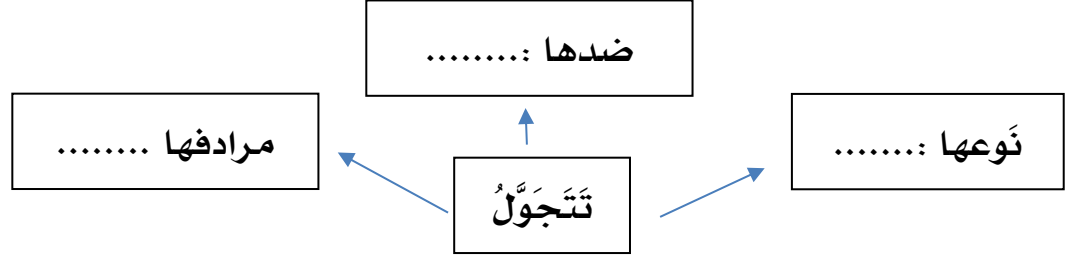 ضدها :........
نَوعها :.......
مرادفها ........
تَتَجَوَّلُ